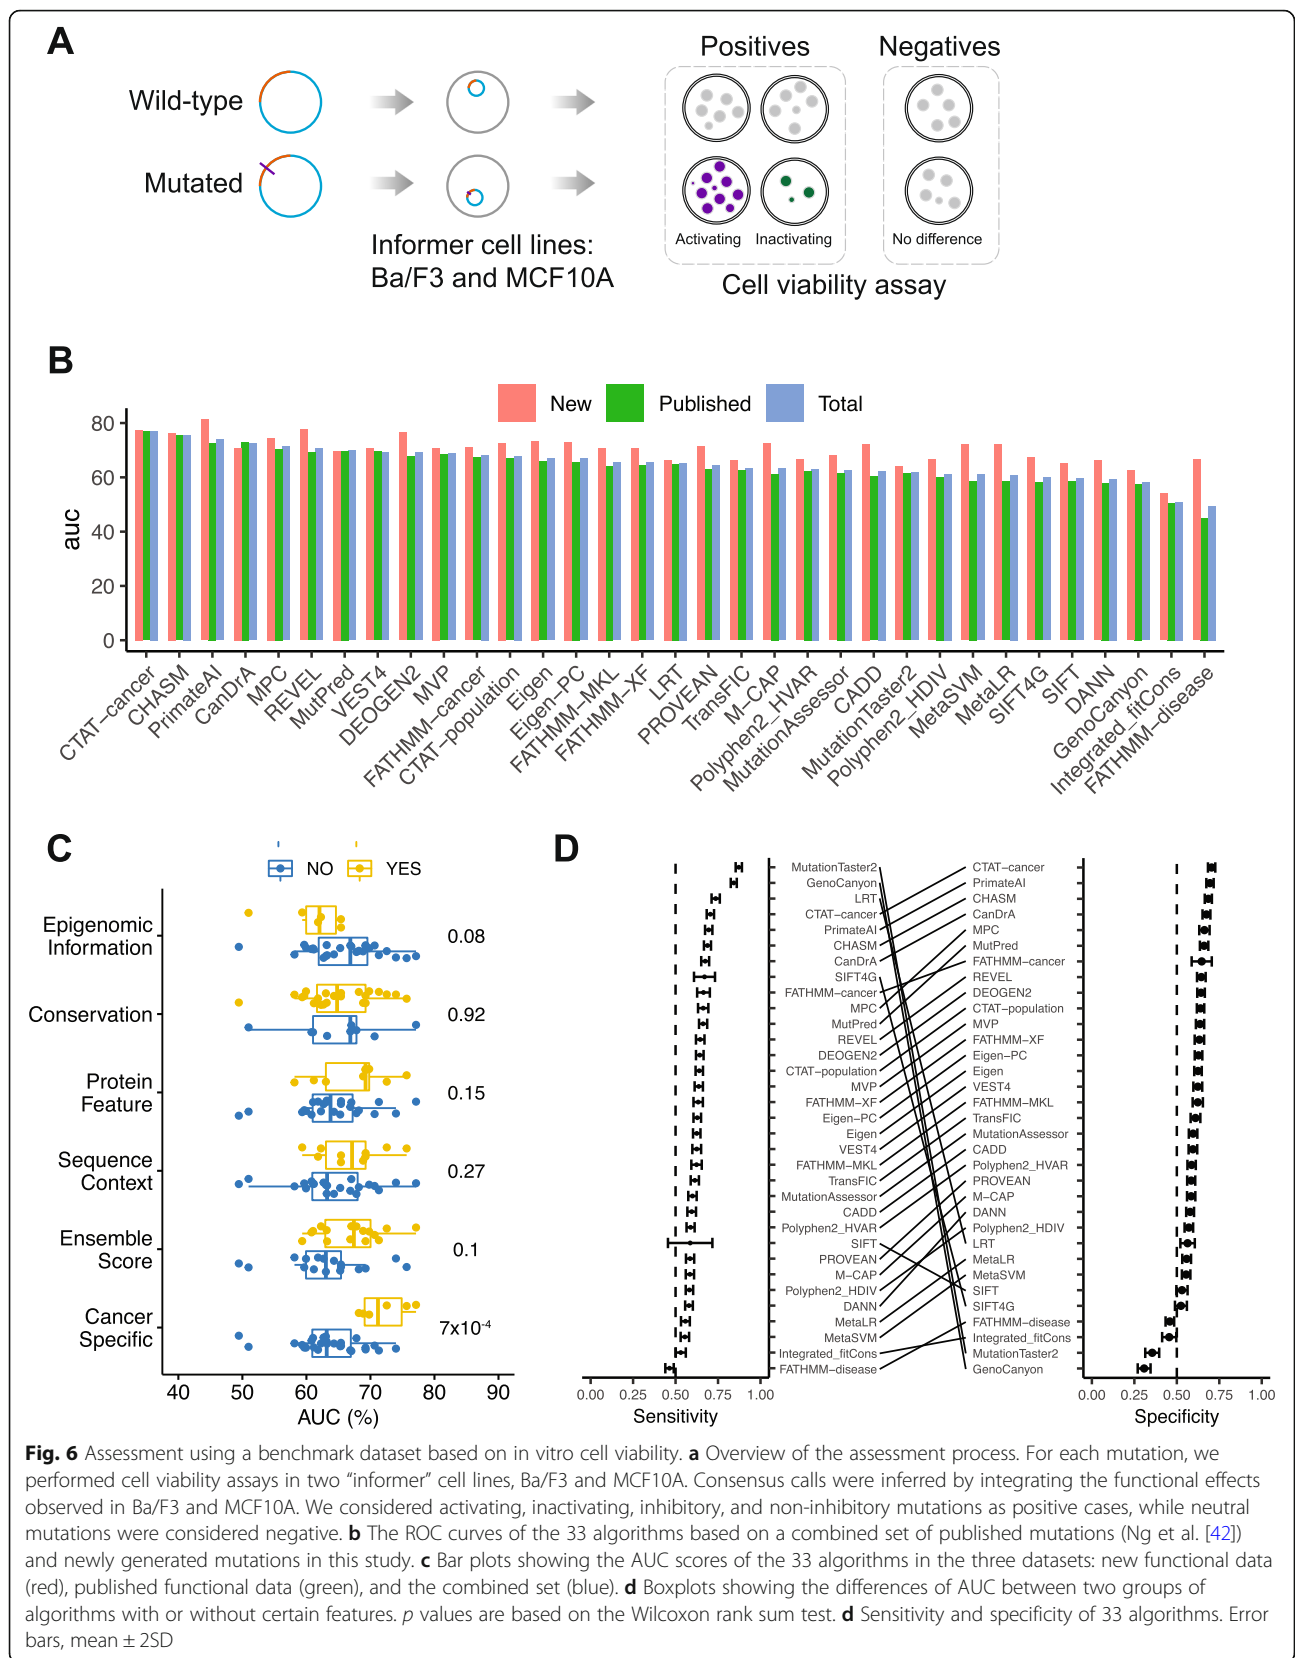 A
Positives
Negatives
Wild-type
Mutated
Activating
Inactivating
No difference
Informer cell lines:
Ba/F3 and MCF10A
Cell viability assay
B
New
Published
Total
auc
80
60
40
20
0
CTAT−cancer
CHASM
PrimateAI
CanDrA
MPC
REVEL
MutPred
VEST4
DEOGEN2
MVP
FATHMM−cancer
CTAT−population
Eigen
Eigen−PC
FATHMM−MKL
FATHMM−XF
LRT
PROVEAN
TransFIC
M−CAP
Polyphen2_HVAR
MutationAssessor
CADD
MutationTaster2
Polyphen2_HDIV
MetaSVM
MetaLR
SIFT4G
SIFT
DANN
GenoCanyon
Integrated_fitCons
FATHMM−disease
C
NO
YES
Epigenomic
Information
0.08
Conservation
0.92
Protein
Feature
0.15
Sequence
Context
0.27
Ensemble
Score
0.1
Cancer
Specific
7x10-4
40 50 60 70 80 90
AUC (%)
D
MutationTaster2
GenoCanyon
LRT
CTAT−cancer
PrimateAI
CHASM
CanDrA
SIFT4G
FATHMM−cancer
MPC
MutPred
REVEL
DEOGEN2
CTAT−population
MVP
FATHMM−XF
Eigen−PC
Eigen
VEST4
FATHMM−MKL
TransFIC
MutationAssessor
CADD
Polyphen2_HVAR
SIFT
PROVEAN
M−CAP
Polyphen2_HDIV
DANN
MetaLR
MetaSVM
Integrated_fitCons
FATHMM−disease
CTAT−cancer
PrimateAI
CHASM
CanDrA
MPC
MutPred
FATHMM−cancer
REVEL
DEOGEN2
CTAT−population
MVP
FATHMM−XF
Eigen−PC
Eigen
VEST4
FATHMM−MKL
TransFIC
MutationAssessor
CADD
Polyphen2_HVAR
PROVEAN
M−CAP
DANN
Polyphen2_HDIV
LRT
MetaLR
MetaSVM
SIFT
SIFT4G
FATHMM−disease
Integrated_fitCons
MutationTaster2
GenoCanyon
0.00 0.25 0.50 0.75 1.00
Sensitivity
0.00 0.25 0.50 0.75 1.00
Specificity
Fig. 6 Assessment using a benchmark dataset based on in vitro cell viability. a Overview of the assessment process. For each mutation, we
performed cell viability assays in two “informer” cell lines, Ba/F3 and MCF10A. Consensus calls were inferred by integrating the functional effects
observed in Ba/F3 and MCF10A. We considered activating, inactivating, inhibitory, and non-inhibitory mutations as positive cases, while neutral
mutations were considered negative. b The ROC curves of the 33 algorithms based on a combined set of published mutations (Ng et al. [42])
and newly generated mutations in this study. c Bar plots showing the AUC scores of the 33 algorithms in the three datasets: new functional data
(red), published functional data (green), and the combined set (blue). d Boxplots showing the differences of AUC between two groups of
algorithms with or without certain features. p values are based on the Wilcoxon rank sum test. d Sensitivity and specificity of 33 algorithms. Error
bars, mean ± 2SD